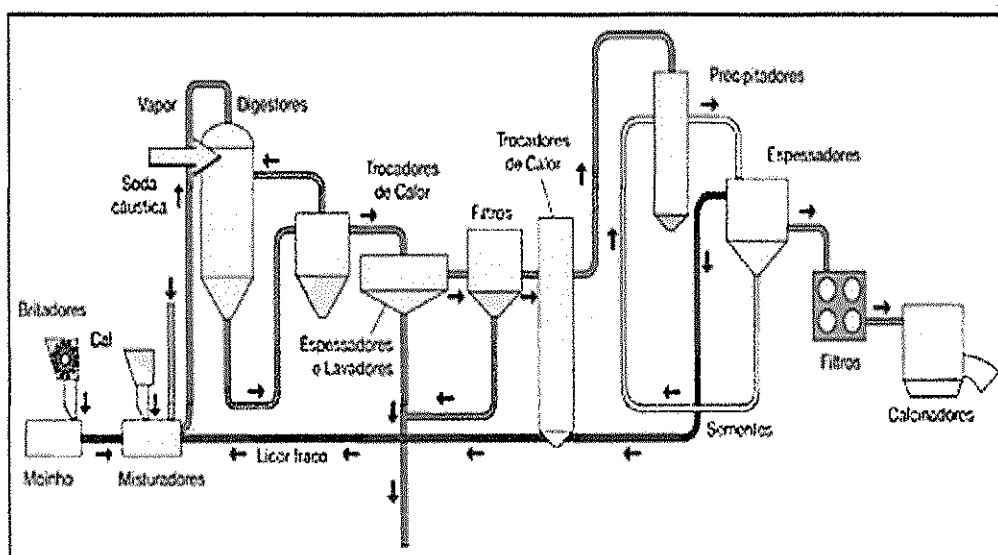 Precipitadores
Vapor
Digestores
Trocadores
de Calor
Espessadores
Trocadores
de Calor
Soda
cáustica
Filtros
Britadores
Cal
Espessadores
e Lavadores
Filtros
Calcinadores
Sementes
Licor fraco
Moinho
Misturadores